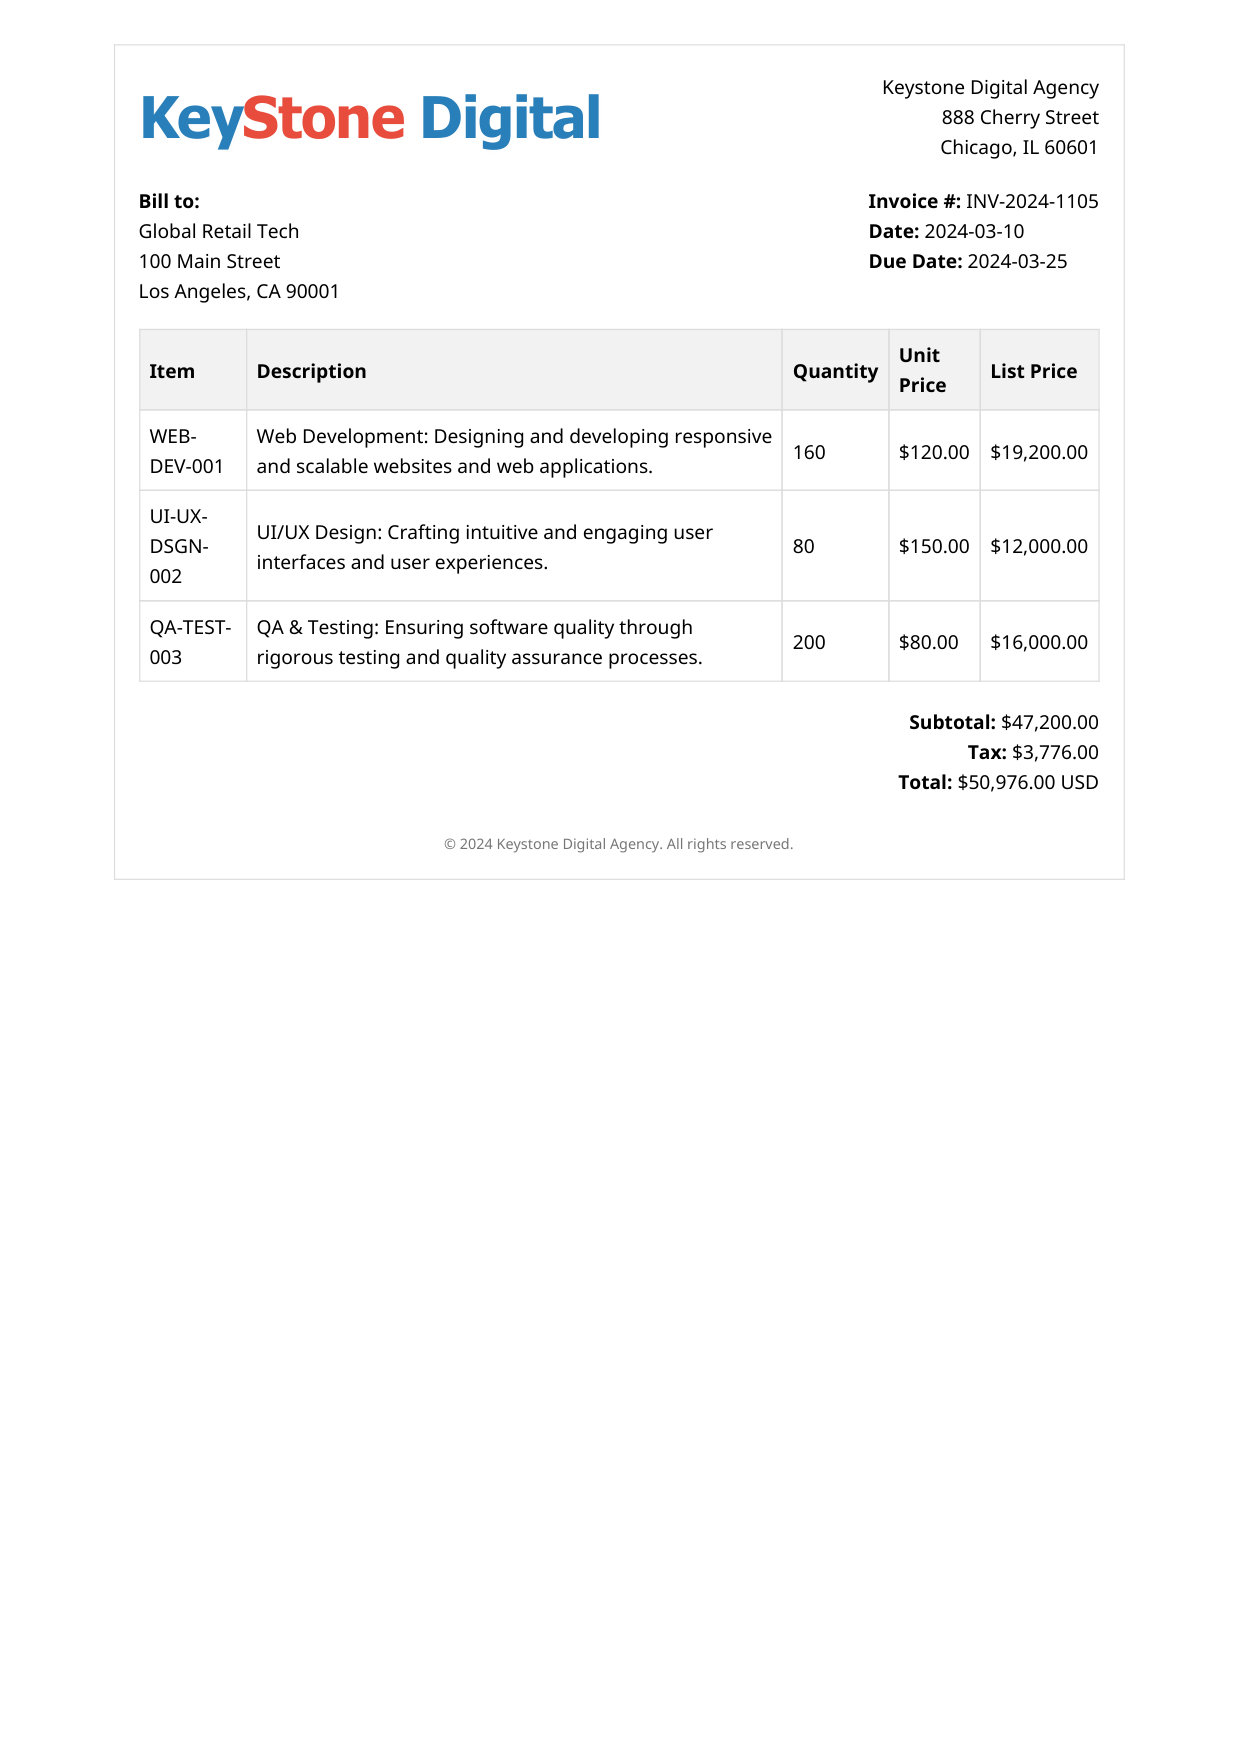 KeyStone Digital
Keystone Digital Agency
888 Cherry Street
Chicago, IL 60601
Bill to:
Global Retail Tech
100 Main Street
Los Angeles, CA 90001
Invoice #: INV-2024-1105
Date: 2024-03-10
Due Date: 2024-03-25
Item
Description
Quantity
Unit
Price
List Price
WEB-
DEV-001
Web Development: Designing and developing responsive
and scalable websites and web applications.
160
$120.00
$19,200.00
UI-UX-
DSGN-
002
UI/UX Design: Crafting intuitive and engaging user
interfaces and user experiences.
80
$150.00
$12,000.00
QA-TEST-
003
QA & Testing: Ensuring software quality through
rigorous testing and quality assurance processes.
200
$80.00
$16,000.00
Subtotal: $47,200.00
Tax: $3,776.00
Total: $50,976.00 USD
© 2024 Keystone Digital Agency. All rights reserved.